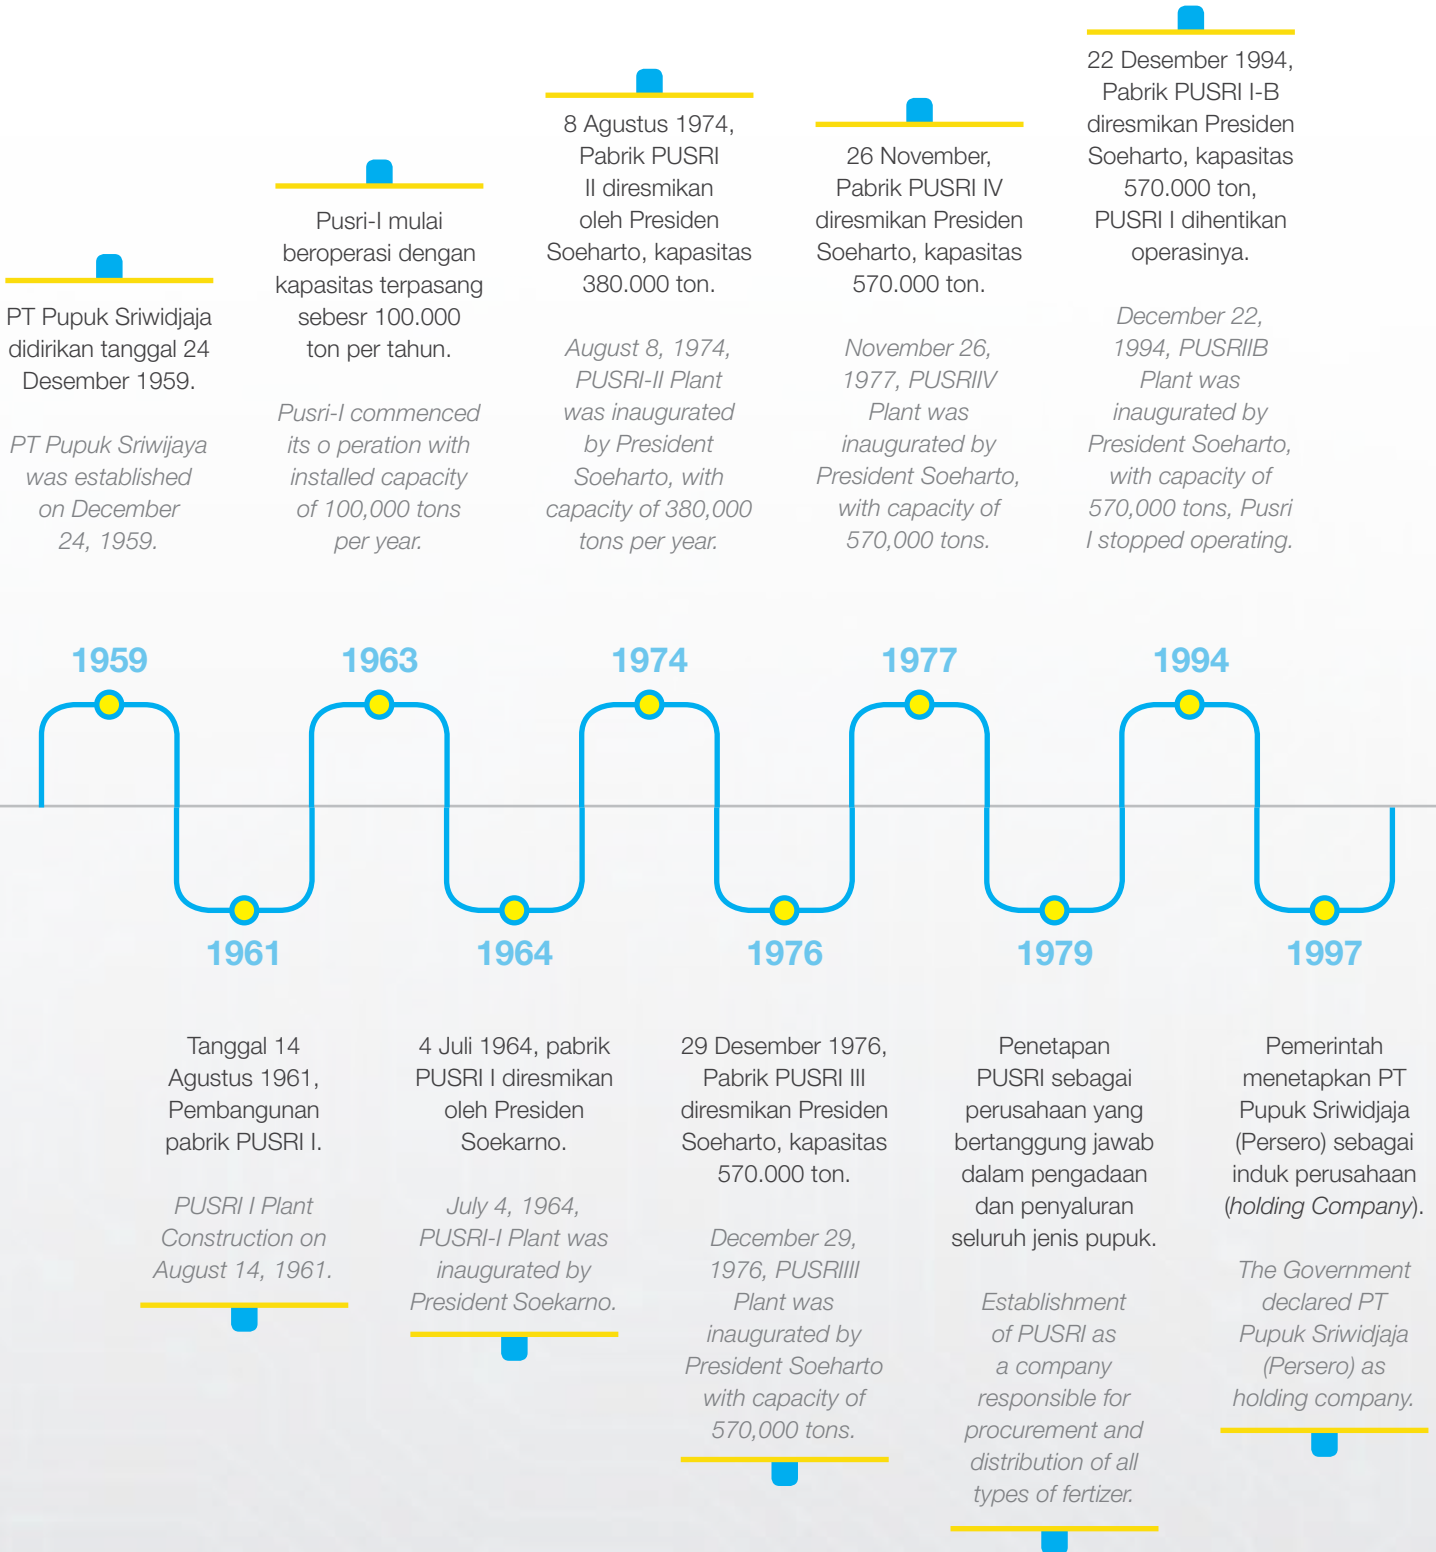 PT Pupuk Sriwidjaja
didirikan tanggal 24
Desember 1959.
PT Pupuk Sriwijaya
was established
on December
24, 1959.
Pusri-I mulai
beroperasi dengan
kapasitas terpasang
sebesr 100.000
ton per tahun.
Pusri-I commenced
its o peration with
installed capacity
of 100,000 tons
per year.
8 Agustus 1974,
Pabrik PUSRI
II diresmikan
oleh Presiden
Soeharto, kapasitas
380.000 ton.
August 8, 1974,
PUSRI-II Plant
was inaugurated
by President
Soeharto, with
capacity of 380,000
tons per year.
26 November,
Pabrik PUSRI IV
diresmikan Presiden
Soeharto, kapasitas
570.000 ton.
November 26,
1977, PUSRIIV
Plant was
inaugurated by
President Soeharto,
with capacity of
570,000 tons.
22 Desember 1994,
Pabrik PUSRI I-B
diresmikan Presiden
Soeharto, kapasitas
570.000 ton,
PUSRI I dihentikan
operasinya.
December 22,
1994, PUSRIIB
Plant was
inaugurated by
President Soeharto,
with capacity of
570,000 tons, Pusri
I stopped operating.
1959
1963
1974
1977
1994
1961
1964
1976
1979
1997
Tanggal 14
Agustus 1961,
Pembangunan
pabrik PUSRI I.
PUSRI I Plant
Construction on
August 14, 1961.
4 Juli 1964, pabrik
PUSRI I diresmikan
oleh Presiden
Soekarno.
July 4, 1964,
PUSRI-I Plant was
inaugurated by
President Soekarno.
29 Desember 1976,
Pabrik PUSRI III
diresmikan Presiden
Soeharto, kapasitas
570.000 ton.
December 29,
1976, PUSRIIII
Plant was
inaugurated by
President Soeharto
with capacity of
570,000 tons.
Penetapan
PUSRI sebagai
perusahaan yang
bertanggung jawab
dalam pengadaan
dan penyaluran
seluruh jenis pupuk.
Establishment
of PUSRI as
a company
responsible for
procurement and
distribution of all
types of fertizer.
Pemerintah
menetapkan PT
Pupuk Sriwidjaja
(Persero) sebagai
induk perusahaan
(holding Company).
The Government
declared PT
Pupuk Sriwidjaja
(Persero) as
holding company.